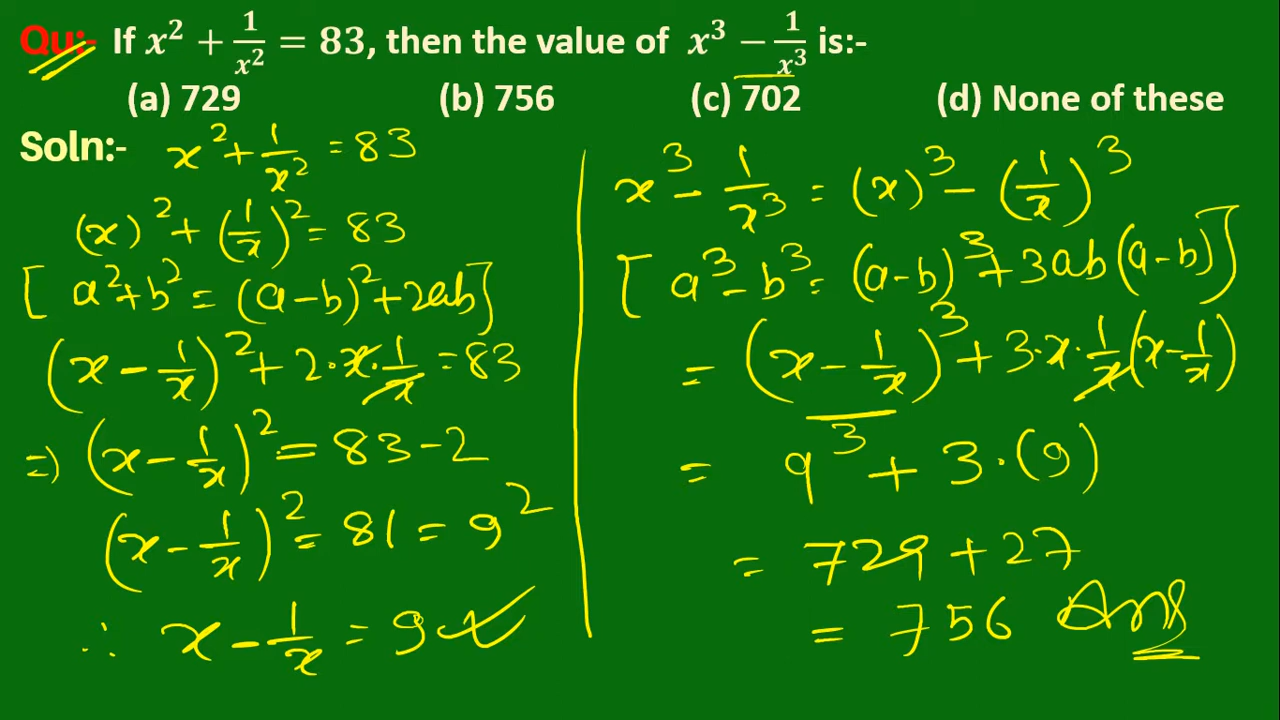 Qu:- If x² + 1/x² = 83, then the value of x³ − 1/x³ is:-
(a) 729 (b) 756 (c) 702 (d) None of these
Soln:- x² + 1/x² = 83
(x)² + (1/x)² = 83
[a² + b² = (a-b)² + 2ab]
(x - 1/x)² + 2·x·1/x = 83
=) (x - 1/x)² = 83 - 2
(x - 1/x)² = 81 = 9²
∴ x - 1/x = 9 ✓
x³ - 1/x³ = (x)³ - (1/x)³
[a³ - b³ = (a-b)³ + 3ab(a-b)]
= (x - 1/x)³ + 3·x·1/x(x - 1/x)
= 9³ + 3·(9)
= 729 + 27
= 756 Ans